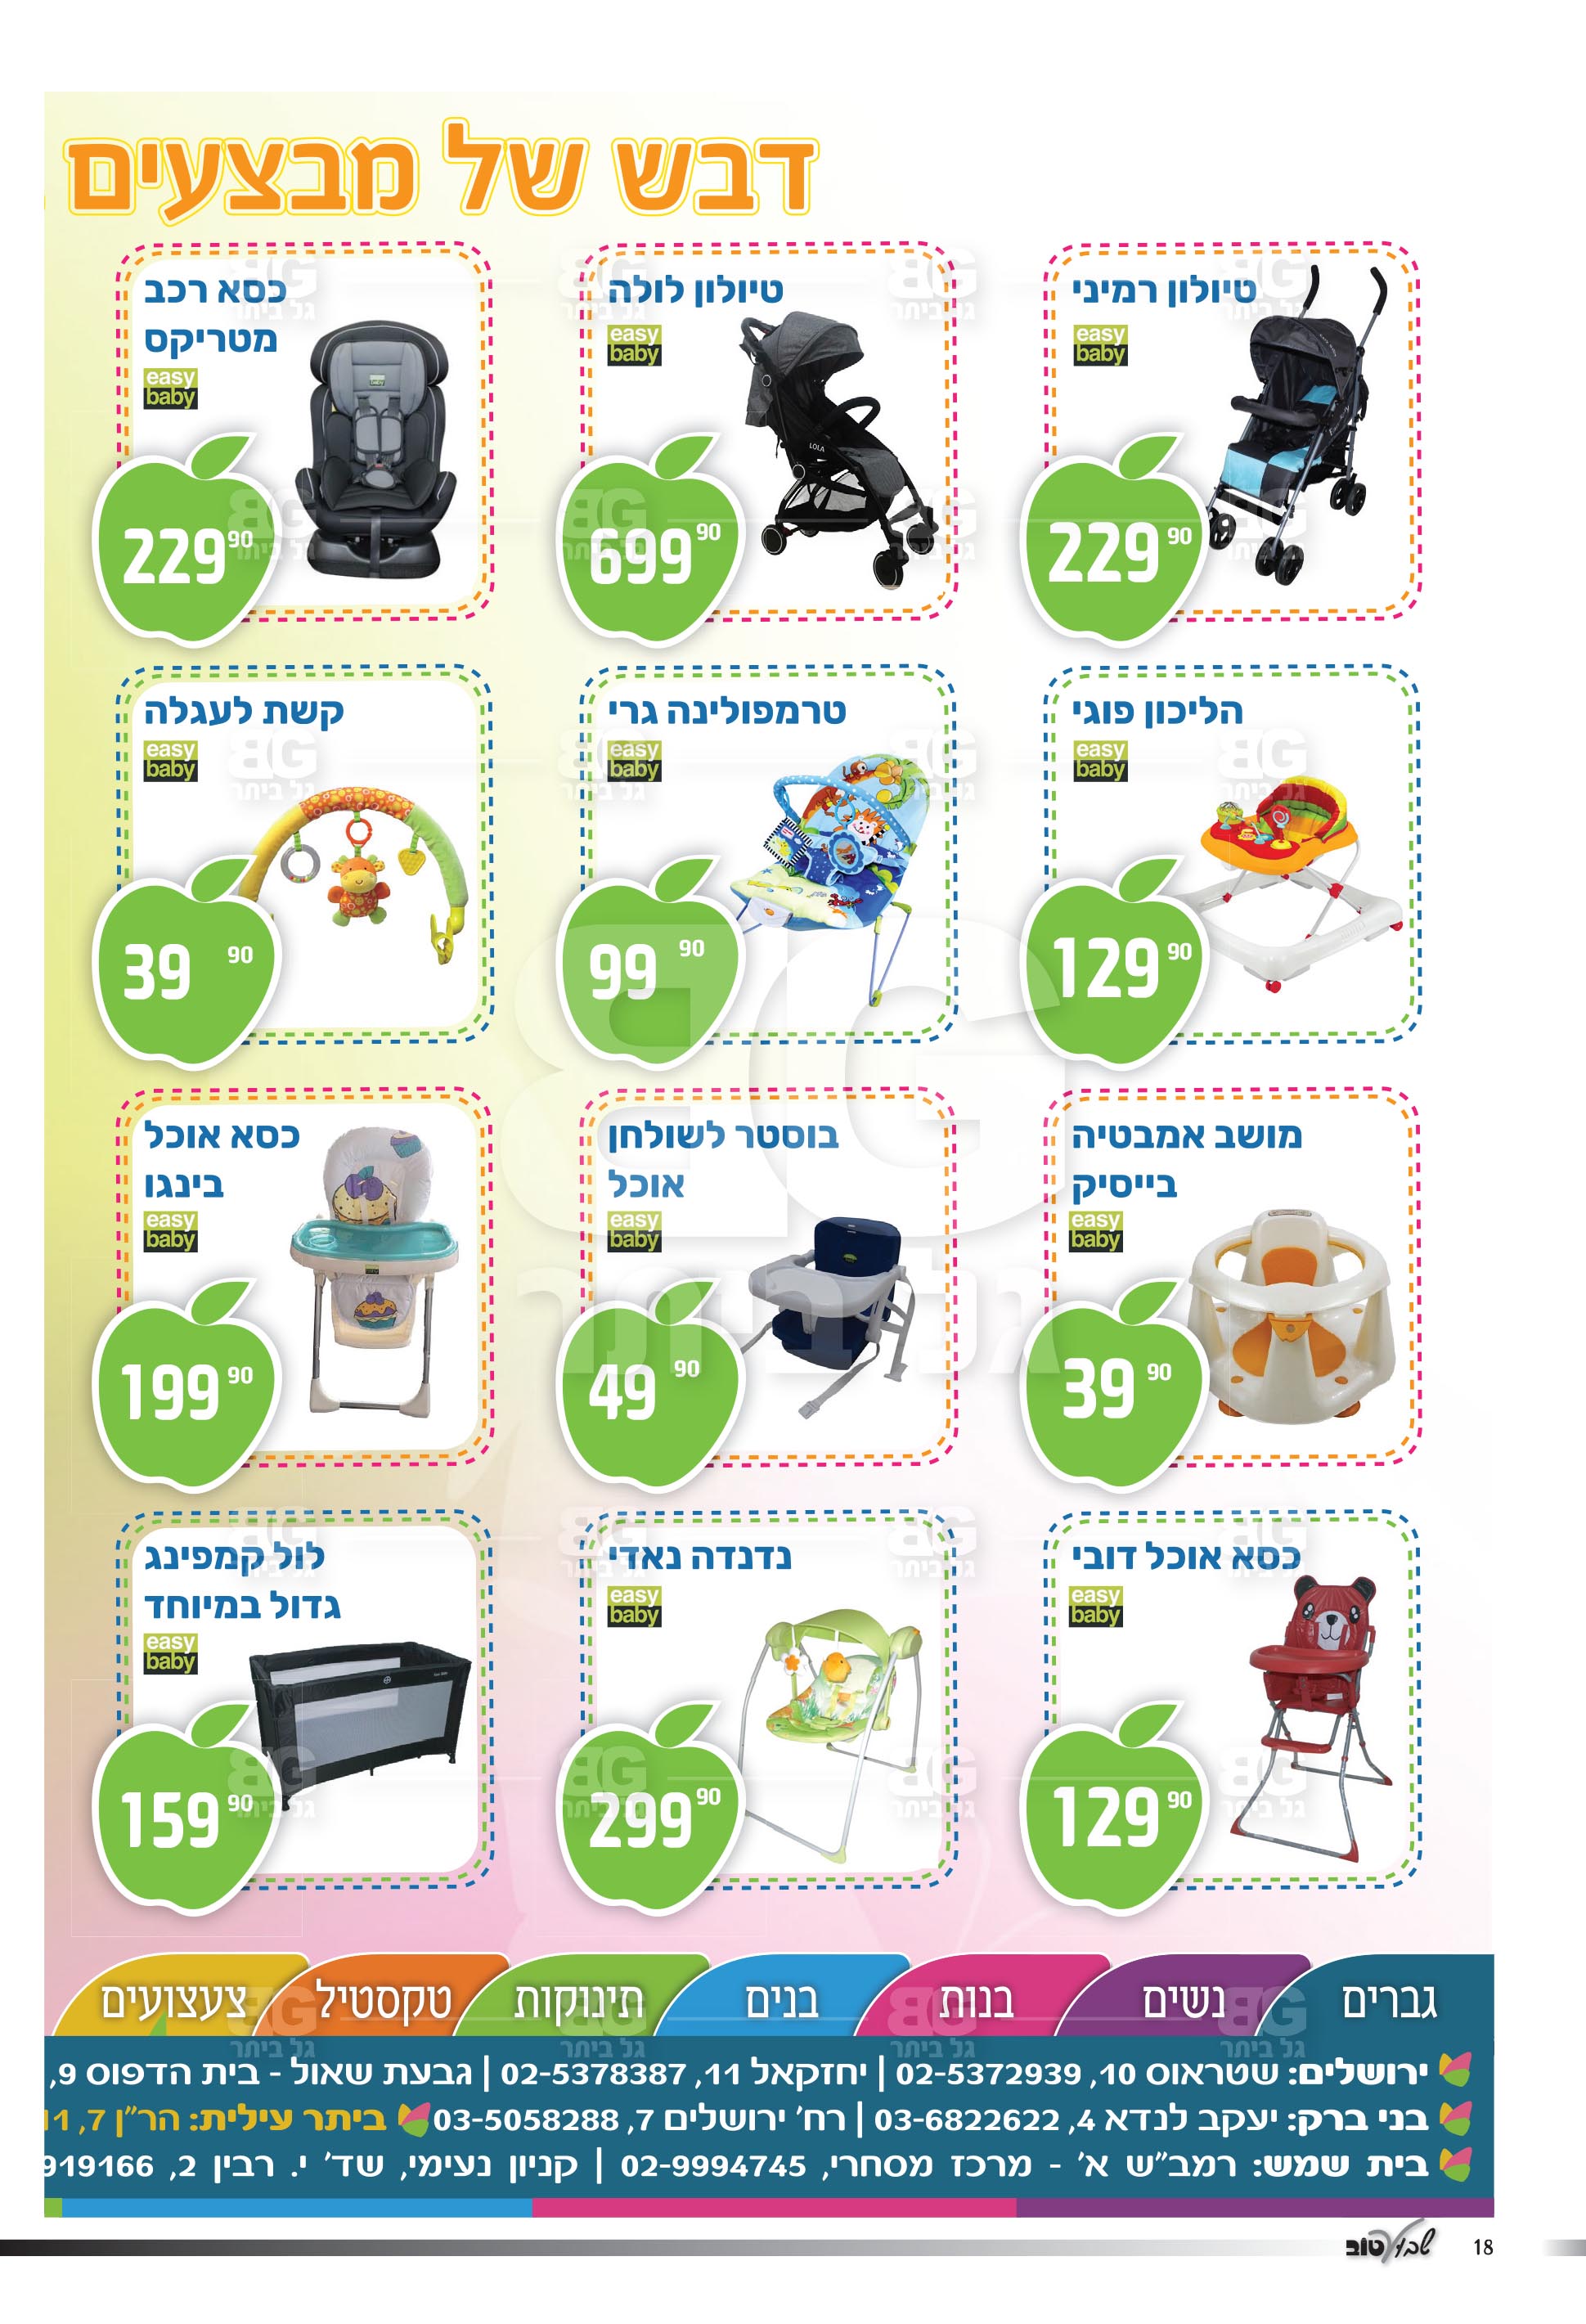 דבש של מבצעים
טיולון רמיני
easy
baby
229 90
טיולון לולה
easy
baby
LOLA
699 90
כסא רכב
מטריקס
easy
baby
229 90
הליכון פוגי
easy
baby
129 90
טרמפולינה גרי
easy
baby
99 90
קשת לעגלה
easy
baby
39 90
מושב אמבטיה
בייסיק
easy
baby
39 90
בוסטר לשולחן
אוכל
easy
baby
49 90
כסא אוכל
בינגו
easy
baby
199 90
כסא אוכל דובי
easy
baby
129 90
נדנדה נאדי
easy
baby
299 90
לול קמפינג
גדול במיוחד
easy
baby
159 90
BG
גל ביתר
גברים נשים בנות בנים תינוקות טקסטיל צעצועים
ירושלים: שטראוס 10, 02-5372939 | יחזקאל 11, 02-5378387 | גבעת שאול - בית הדפוס 9,
בני ברק: יעקב לנדא 4, 03-6822622 | רח' ירושלים 7, 03-5058288 ביתר עילית: הר"ן 7, 11
בית שמש: רמב"ש א' - מרכז מסחרי, 02-9994745 | קניון נעימי, שד' י. רבין 2, 919166
18 שבוע טוב